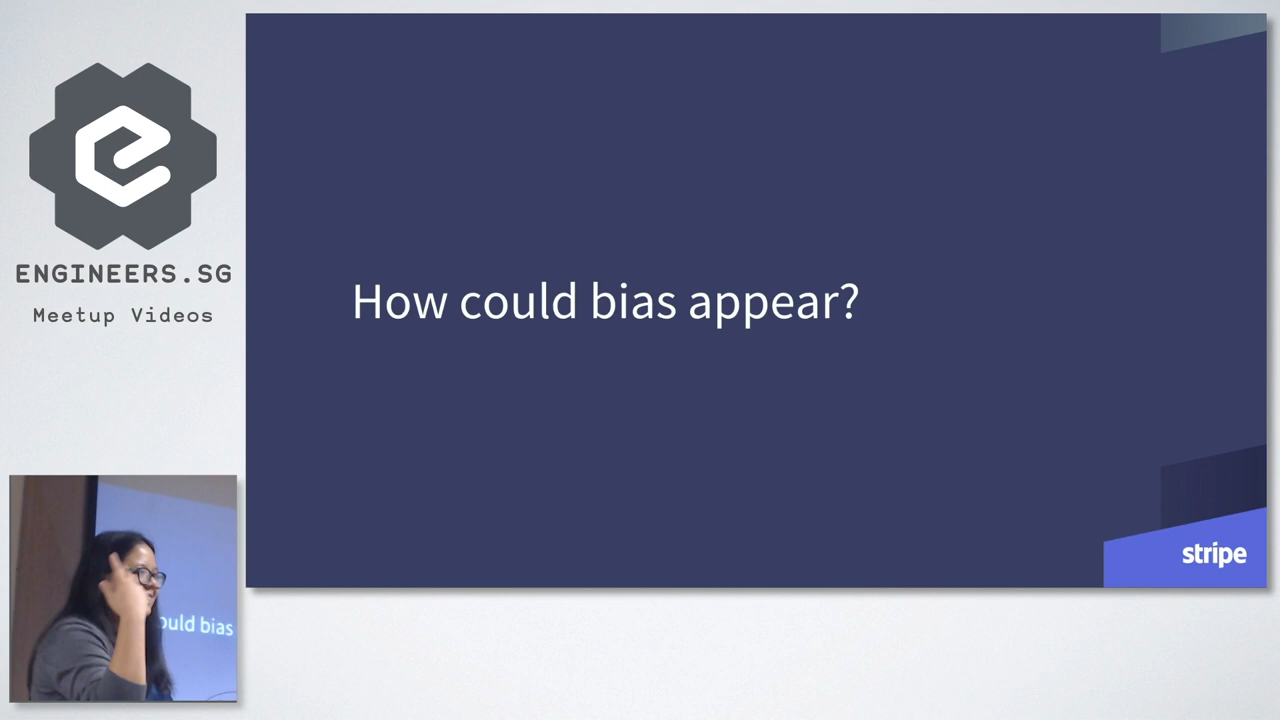 ENGINEERS.SG
Meetup Videos
How could bias appear?
stripe
ould bias